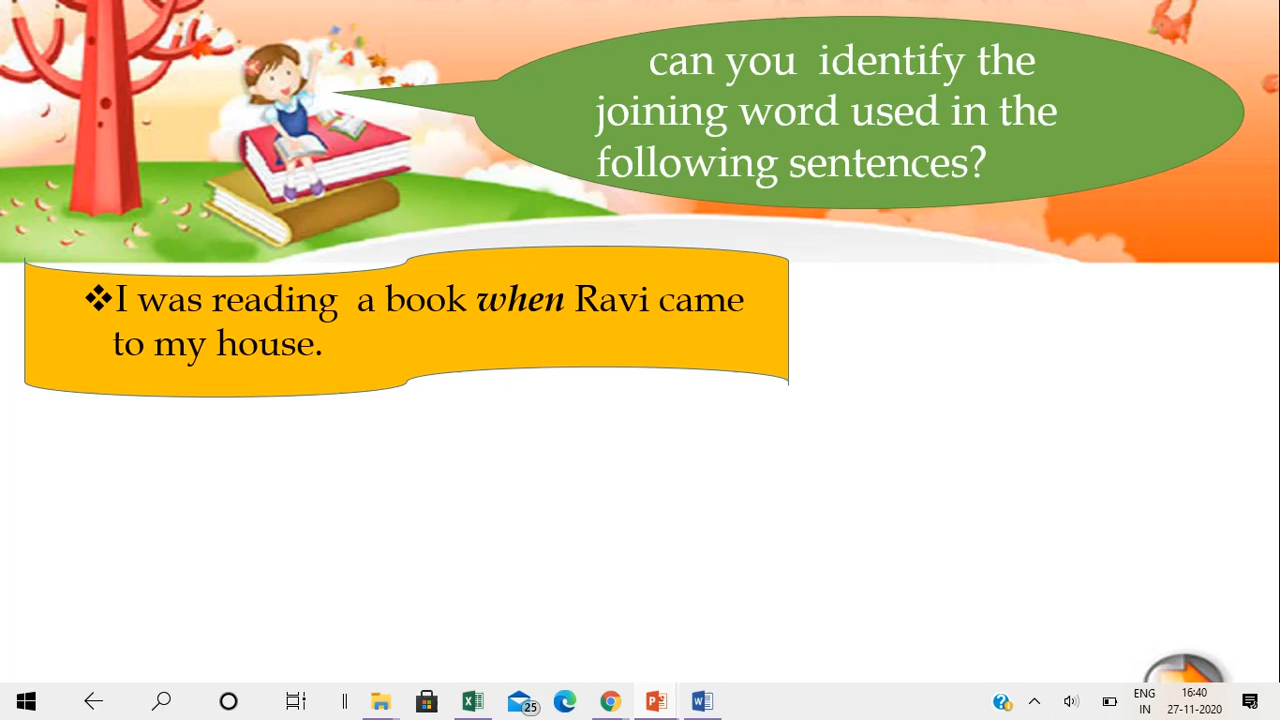 can you identify the
joining word used in the
following sentences?
❖I was reading a book when Ravi came
to my house.
25
ENG
IN
16:40
27-11-2020